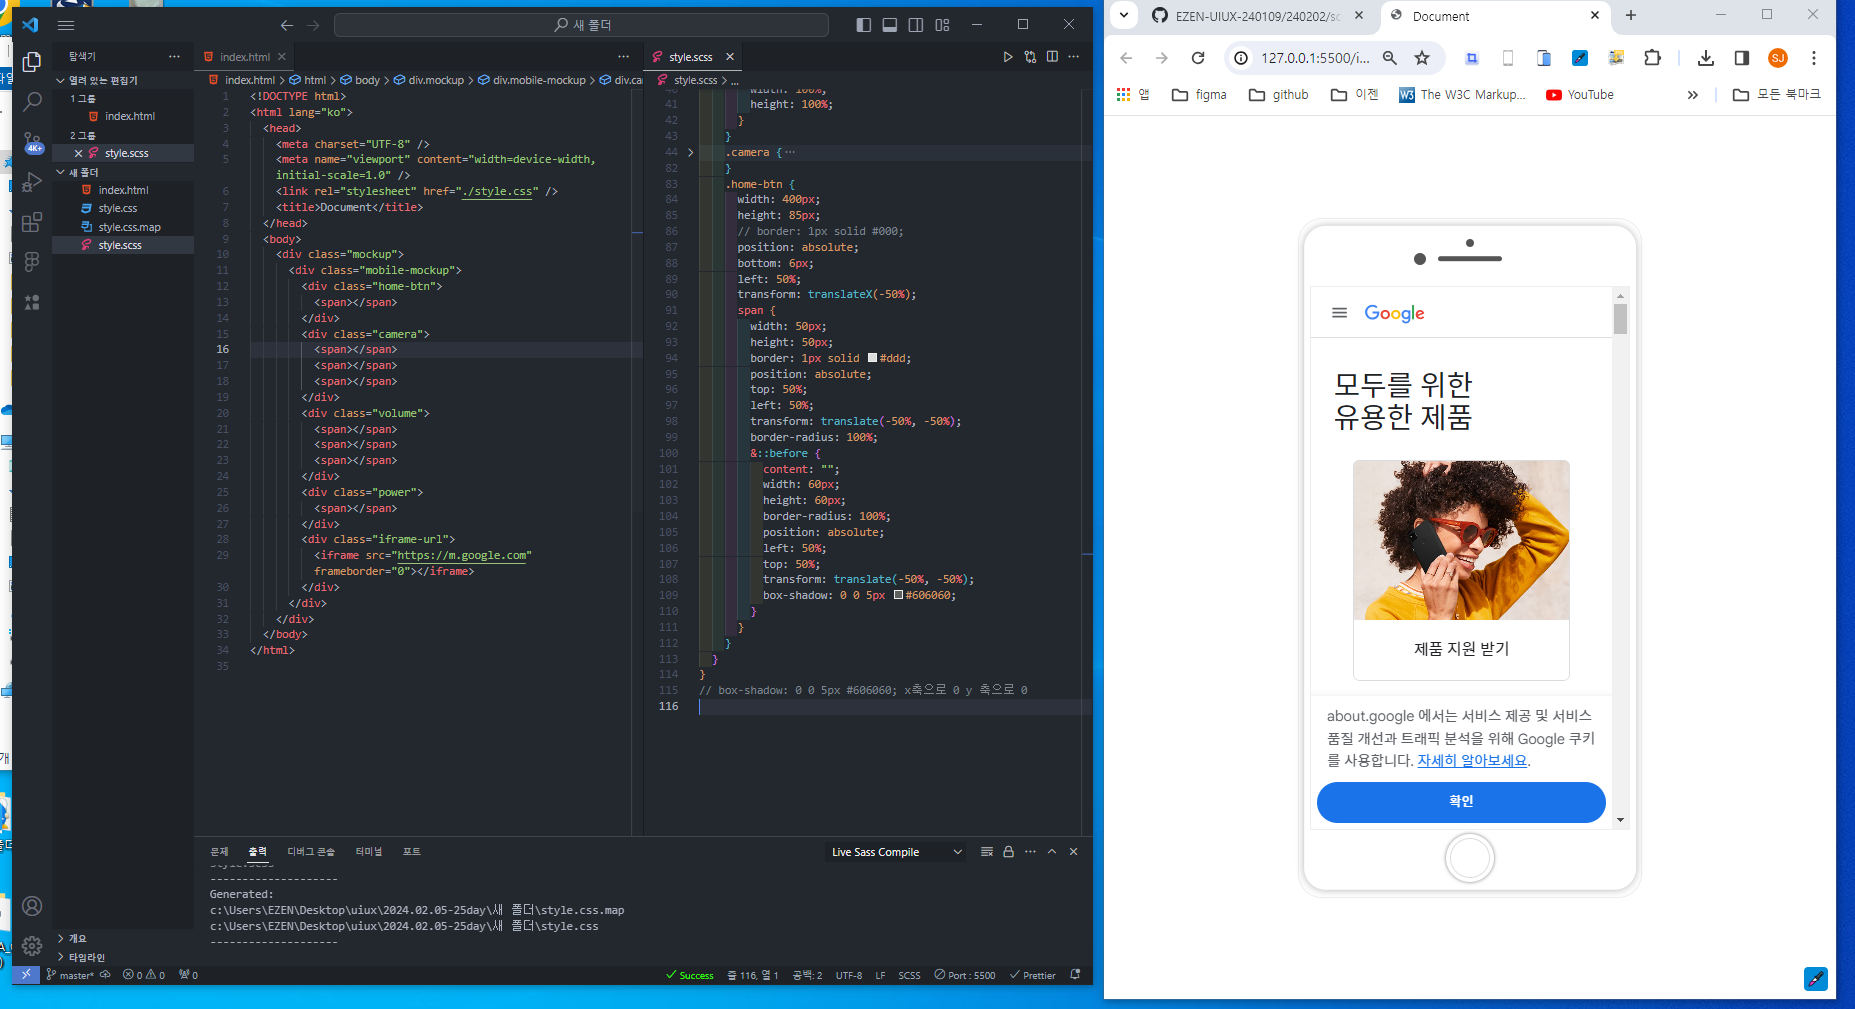 새 폴더
탐색기
열려 있는 편집기
1 그룹
index.html
2 그룹
style.scss
새 폴더
index.html
style.css
style.css.map
style.scss
4K+
개요
타임라인
index.html
index.html > html > body > div.mockup > div.mobile-mockup > div.ca
1 <!DOCTYPE html>
2 <html lang="ko">
3 <head>
4 <meta charset="UTF-8" />
5 <meta name="viewport" content="width=device-width,
initial-scale=1.0" />
6 <link rel="stylesheet" href="./style.css" />
7 <title>Document</title>
8 </head>
9 <body>
10 <div class="mockup">
11 <div class="mobile-mockup">
12 <div class="home-btn">
13 <span></span>
14 </div>
15 <div class="camera">
16 <span></span>
17 <span></span>
18 <span></span>
19 </div>
20 <div class="volume">
21 <span></span>
22 <span></span>
23 <span></span>
24 </div>
25 <div class="power">
26 <span></span>
27 </div>
28 <div class="iframe-url">
29 <iframe src="https://m.google.com"
frameborder="0"></iframe>
30 </div>
31 </div>
32 </div>
33 </body>
34 </html>
35
style.scss
style.scss > ...
40 width: 100%;
41 height: 100%;
42 }
43 }
44 .camera {···
82 }
83 .home-btn {
84 width: 400px;
85 height: 85px;
86 // border: 1px solid #000;
87 position: absolute;
88 bottom: 6px;
89 left: 50%;
90 transform: translateX(-50%);
91 span {
92 width: 50px;
93 height: 50px;
94 border: 1px solid #ddd;
95 position: absolute;
96 top: 50%;
97 left: 50%;
98 transform: translate(-50%, -50%);
99 border-radius: 100%;
100 &::before {
101 content: "";
102 width: 60px;
103 height: 60px;
104 border-radius: 100%;
105 position: absolute;
106 left: 50%;
107 top: 50%;
108 transform: translate(-50%, -50%);
109 box-shadow: 0 0 5px #606060;
110 }
111 }
112 }
113 }
114 }
115 // box-shadow: 0 0 5px #606060; x축으로 0 y 축으로 0
116
문제 출력 디버그 콘솔 터미널 포트
Live Sass Compile
style.scss
--------------------
Generated:
c:\Users\EZEN\Desktop\uiux\2024.02.05-25day\새 폴더\style.css.map
c:\Users\EZEN\Desktop\uiux\2024.02.05-25day\새 폴더\style.css
--------------------
master* 0 0 0 Success 줄 116, 열 1 공백: 2 UTF-8 LF SCSS Port : 5500 Prettier
EZEN-UIUX-240109/240202/sc
Document
127.0.0.1:5500/i...
SJ
앱 figma github 이젠 The W3C Markup... YouTube » 모든 북마크
Google
모두를 위한
유용한 제품
제품 지원 받기
about.google 에서는 서비스 제공 및 서비스
품질 개선과 트래픽 분석을 위해 Google 쿠키
를 사용합니다. 자세히 알아보세요.
확인